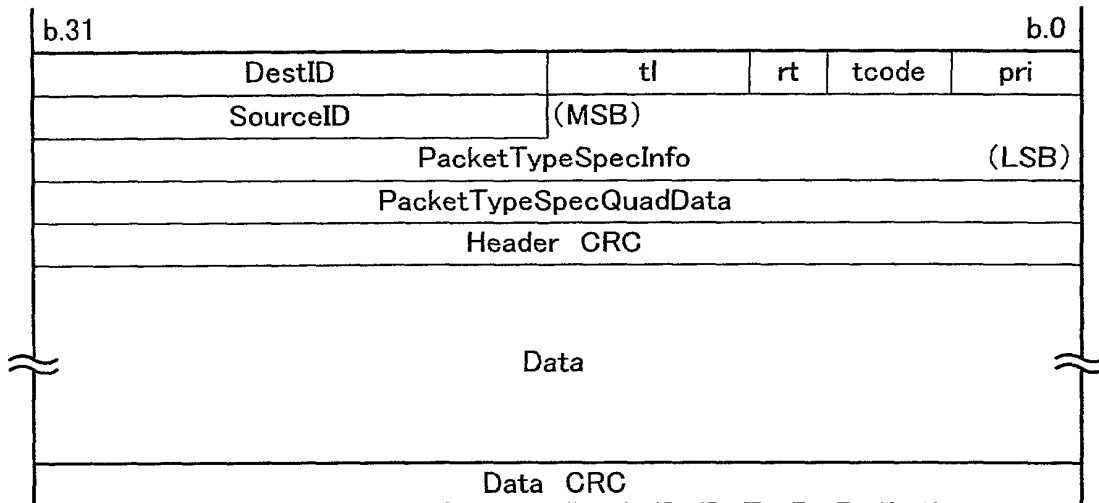 b.31 b.0
DestID tl rt tcode pri
SourceID (MSB)
PacketTypeSpecInfo (LSB)
PacketTypeSpecQuadData
Header CRC
Data
Data CRC